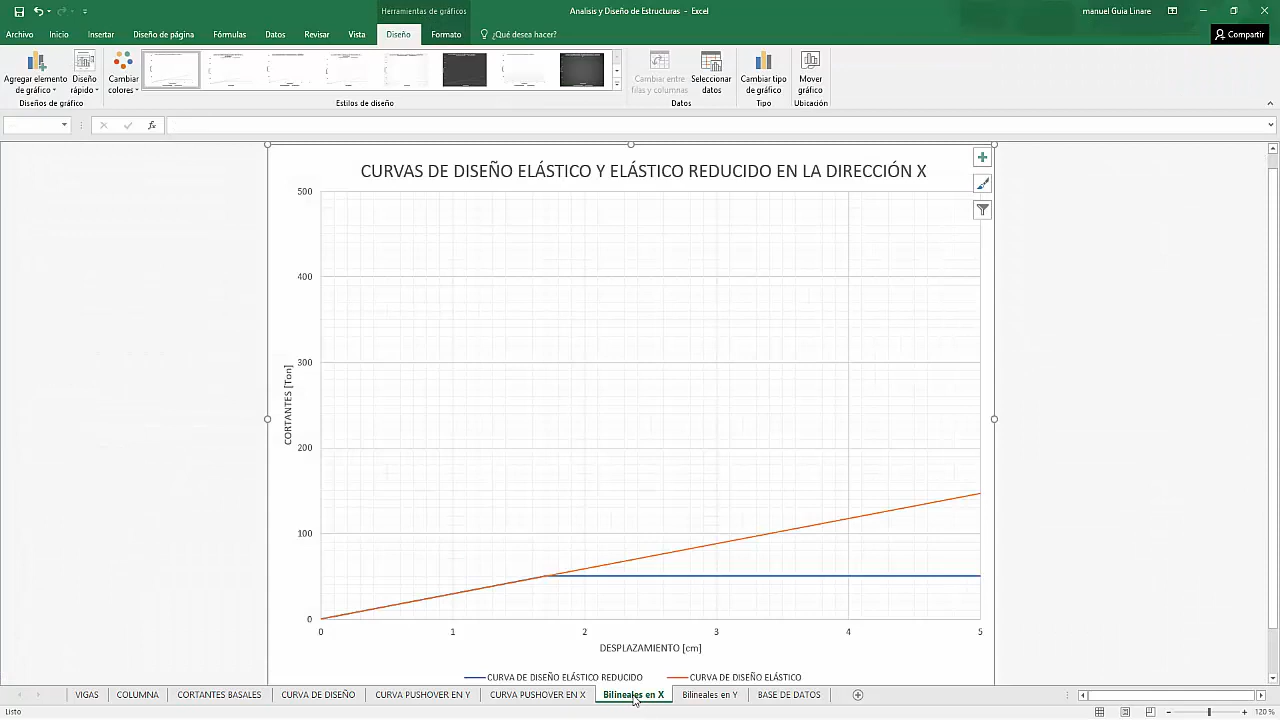 Herramientas de gráficos
Analisis y Diseño de Estructuras - Excel
manuel Guia Linare
Archivo Inicio Insertar Diseño de página Fórmulas Datos Revisar Vista Diseño Formato ¿Qué desea hacer? Compartir
Agregar elemento de gráfico
Diseño rápido
Cambiar colores
Cambiar entre filas y columnas
Seleccionar datos
Cambiar tipo de gráfico
Mover gráfico
Diseños de gráfico Estilos de diseño Datos Tipo Ubicación
fx
CURVAS DE DISEÑO ELÁSTICO Y ELÁSTICO REDUCIDO EN LA DIRECCIÓN X
500
400
300
200
100
0
CORTANTES [Ton]
0 1 2 3 4 5
DESPLAZAMIENTO [cm]
CURVA DE DISEÑO ELÁSTICO REDUCIDO CURVA DE DISEÑO ELÁSTICO
VIGAS COLUMNA CORTANTES BASALES CURVA DE DISEÑO CURVA PUSHOVER EN Y CURVA PUSHOVER EN X Bilineales en X Bilineales en Y BASE DE DATOS
Listo 120 %